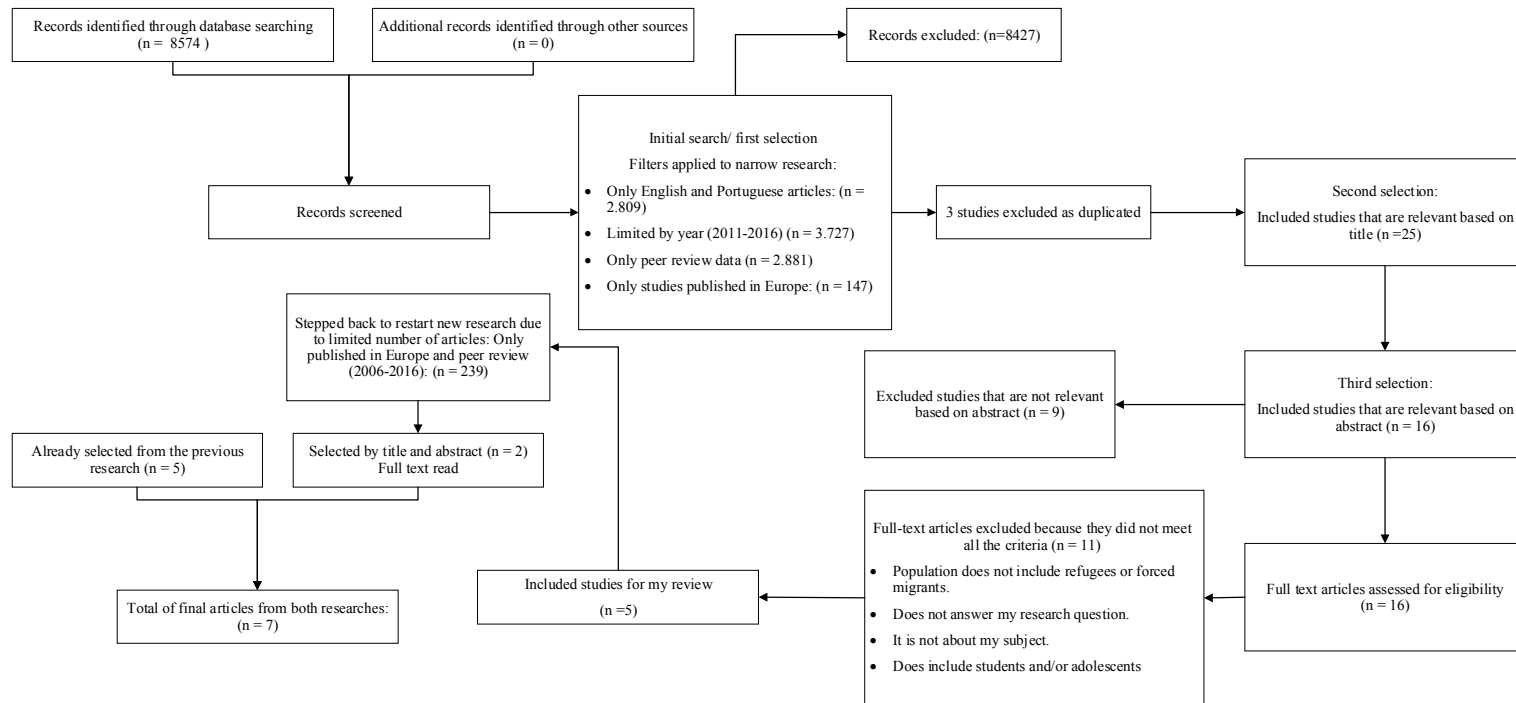 Records identified through database searching
(n =  8574 )
Additional records identified through other sources
(n = 0)
Records excluded: (n=8427)
Records screened
Initial search/ first selection
Filters applied to narrow research:
• Only English and Portuguese articles: (n =
2.809)
• Limited by year (2011-2016) (n = 3.727)
• Only peer review data (n = 2.881)
• Only studies published in Europe: (n = 147)
3 studies excluded as duplicated
Second selection:
Included studies that are relevant based on
title (n =25)
Third selection:
Included studies that are relevant based on
abstract (n = 16)
Excluded studies that are not relevant
based on abstract (n = 9)
Full text articles assessed for eligibility
(n = 16)
Full-text articles excluded because they did not meet
all the criteria (n = 11)
• Population does not include refugees or forced
migrants.
• Does not answer my research question.
• It is not about my subject.
• Does include students and/or adolescents
Included studies for my review
(n =5)
Stepped back to restart new research due
to limited number of articles: Only
published in Europe and peer review
(2006-2016): (n = 239)
Selected by title and abstract (n = 2)
Full text read
Already selected from the previous
research (n = 5)
Total of final articles from both researches:
(n = 7)